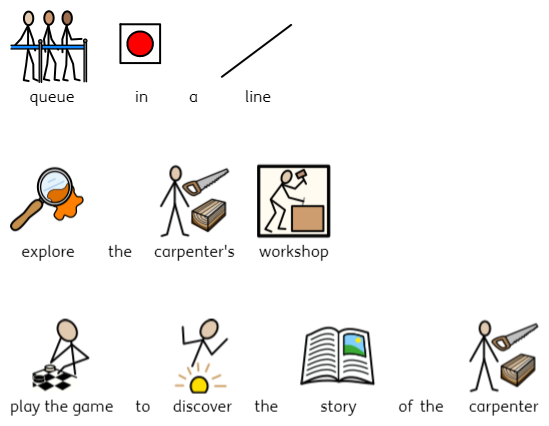 queue in a line
explore the carpenter's workshop
play the game to discover the story of the carpenter